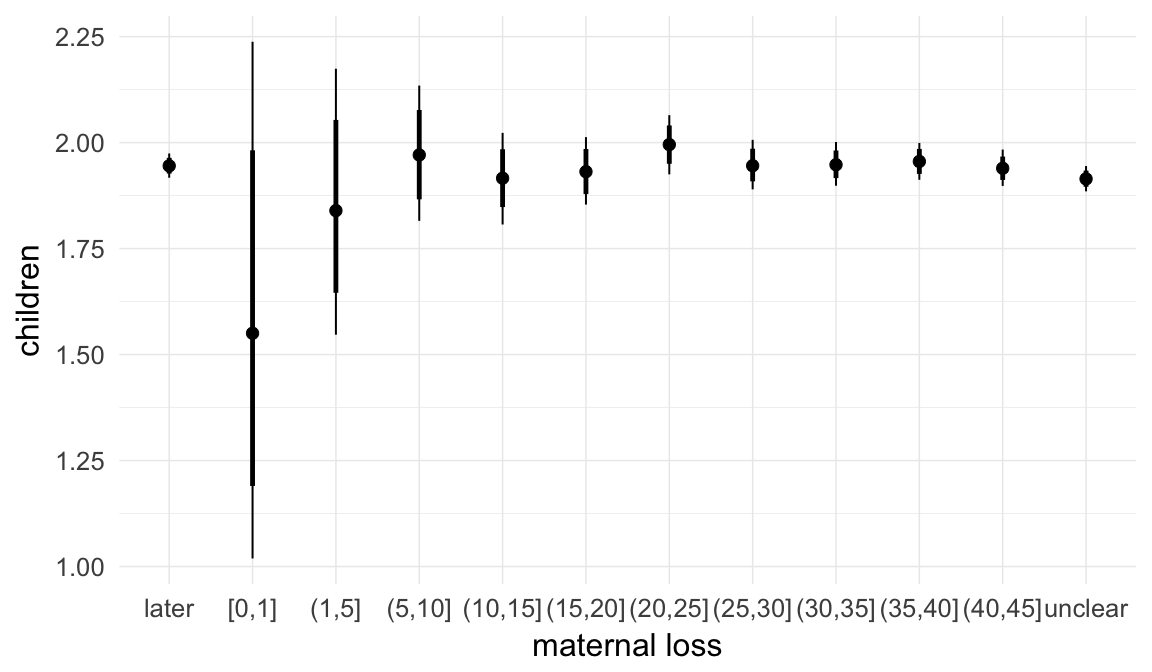 2.25
2.00
1.75
1.50
1.25
1.00
children
later [0,1] (1,5] (5,10] (10,15] (15,20] (20,25] (25,30] (30,35] (35,40] (40,45] unclear
maternal loss